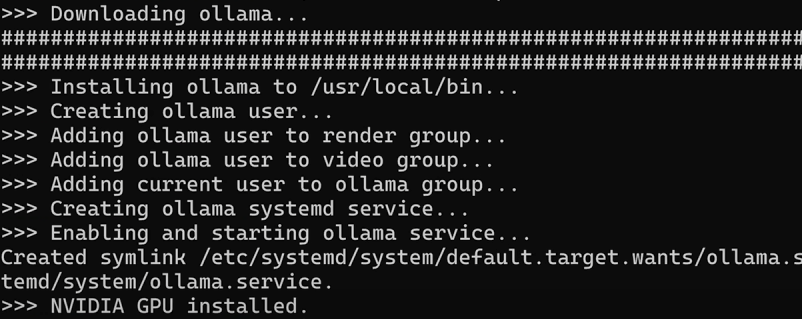 >>> Downloading ollama...
#################################################################
#################################################################
>>> Installing ollama to /usr/local/bin...
>>> Creating ollama user...
>>> Adding ollama user to render group...
>>> Adding ollama user to video group...
>>> Adding current user to ollama group...
>>> Creating ollama systemd service...
>>> Enabling and starting ollama service...
Created symlink /etc/systemd/system/default.target.wants/ollama.s
temd/system/ollama.service.
>>> NVIDIA GPU installed.